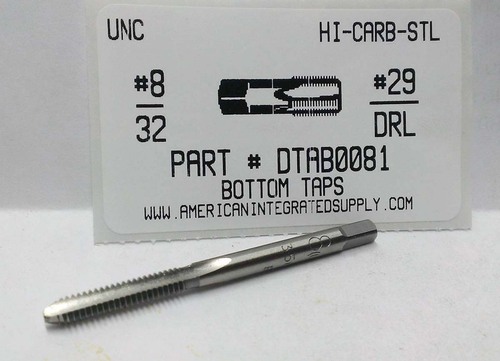 UNC HI-CARB-STL
#8 #29
32 DRL
PART # DTAB0081
BOTTOM TAPS
WWW.AMERICANINTEGRATEDSUPPLY.COM